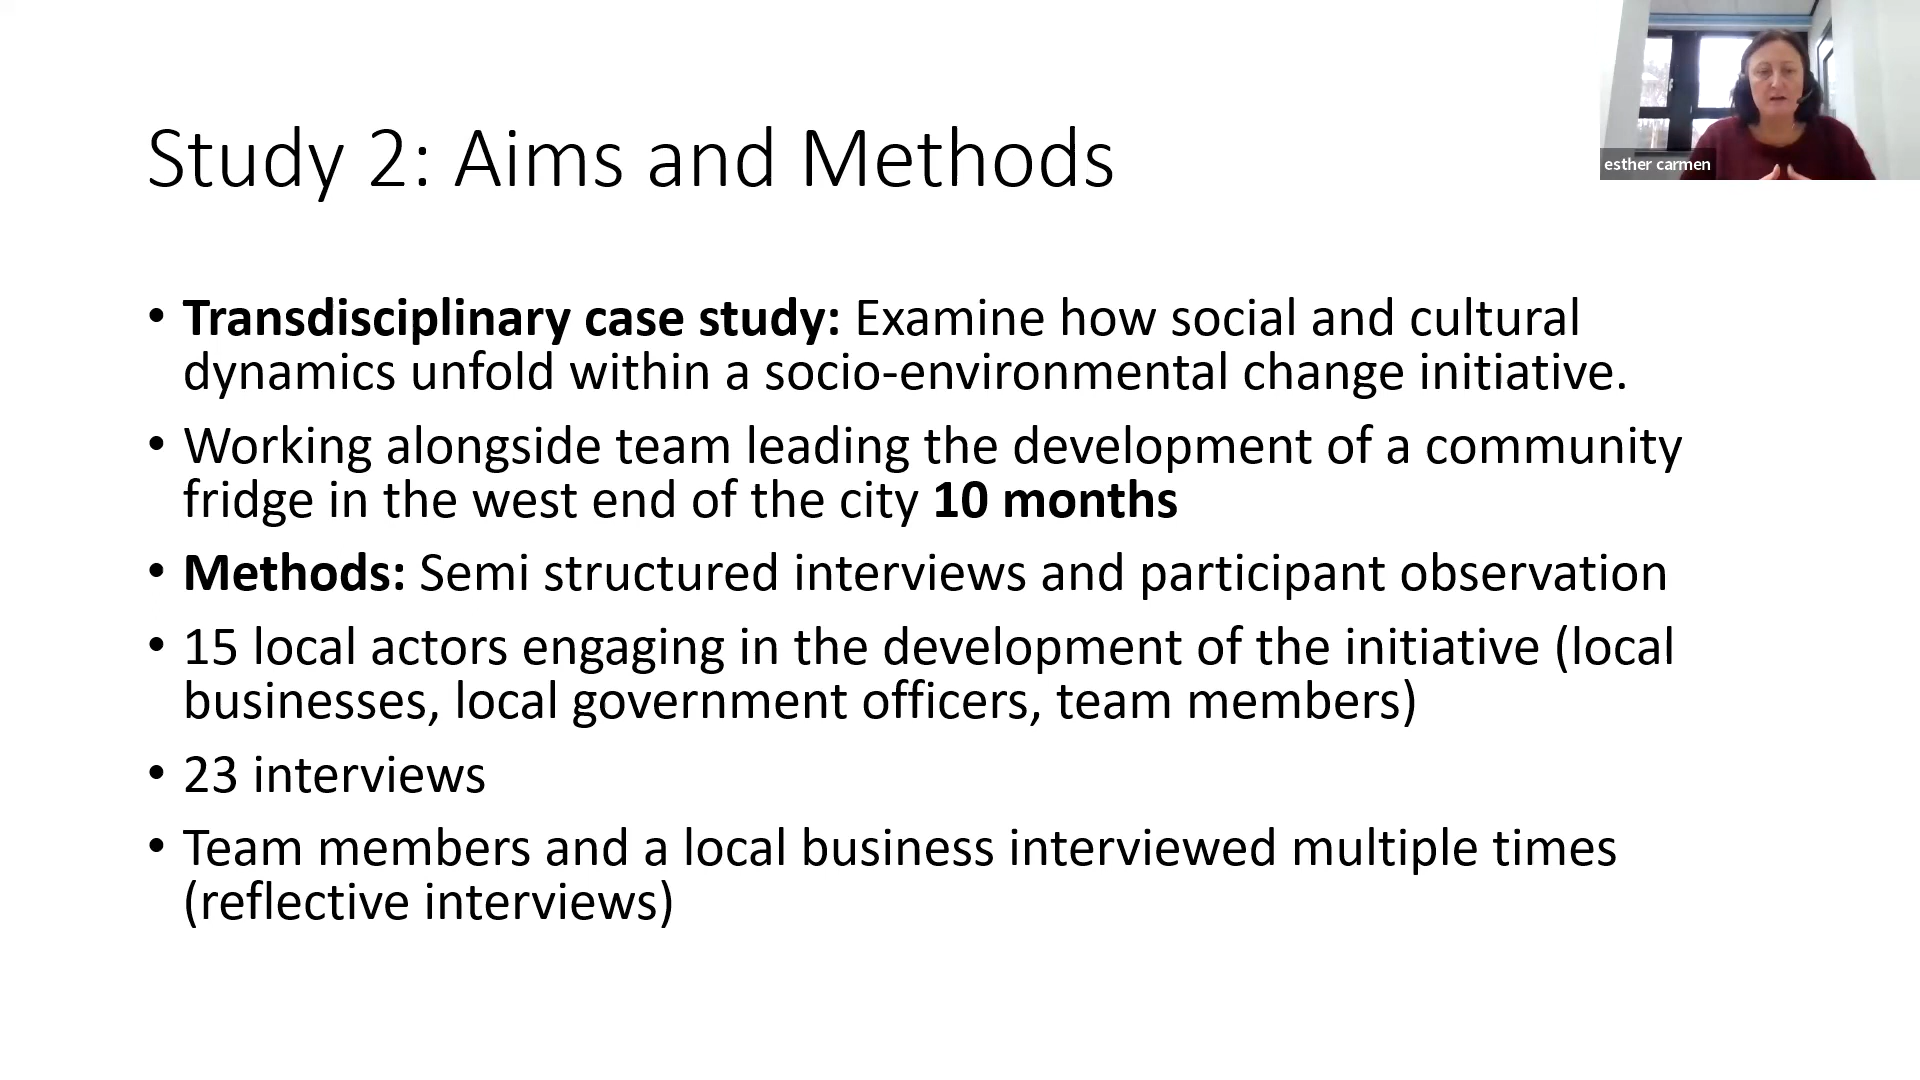 Study 2: Aims and Methods
esther carmen
• Transdisciplinary case study: Examine how social and cultural
dynamics unfold within a socio-environmental change initiative.
• Working alongside team leading the development of a community
fridge in the west end of the city 10 months
• Methods: Semi structured interviews and participant observation
• 15 local actors engaging in the development of the initiative (local
businesses, local government officers, team members)
• 23 interviews
• Team members and a local business interviewed multiple times
(reflective interviews)